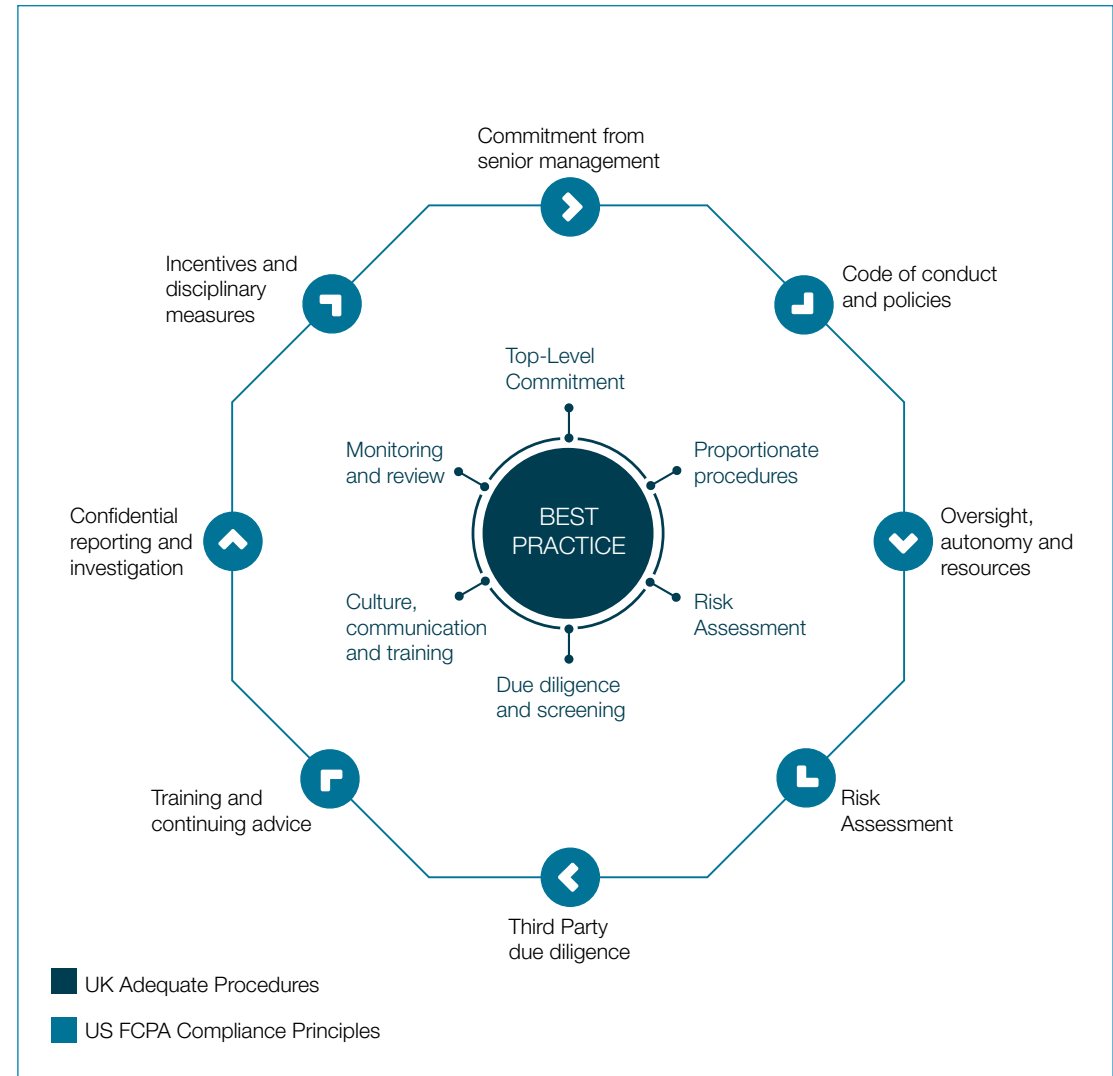 Commitment from
senior management
Code of conduct
and policies
Oversight,
autonomy and
resources
Risk
Assessment
Third Party
due diligence
Training and
continuing advice
Confidential
reporting and
investigation
Incentives and
disciplinary
measures
Top-Level
Commitment
Proportionate
procedures
Risk
Assessment
Due diligence
and screening
Culture,
communication
and training
Monitoring
and review
BEST
PRACTICE
UK Adequate Procedures
US FCPA Compliance Principles